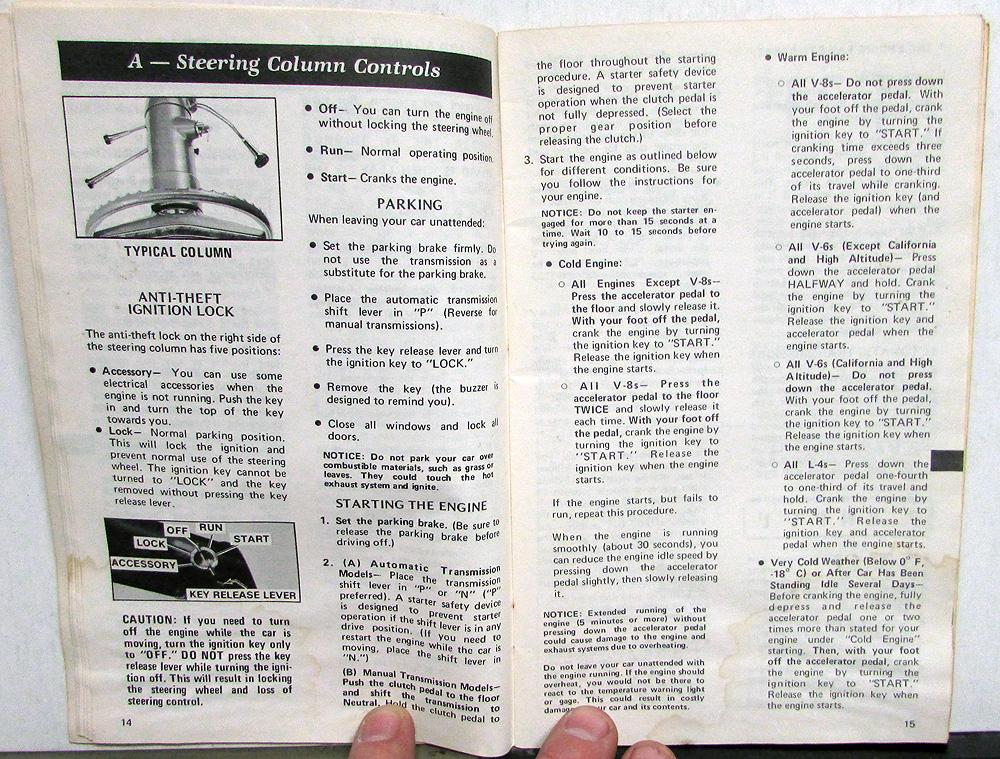 A — Steering Column Controls
TYPICAL COLUMN
ANTI-THEFT
IGNITION LOCK
The anti-theft lock on the right side of
the steering column has five positions:
● Accessory— You can use some
electrical accessories when the
engine is not running. Push the key
in and turn the top of the key
towards you.
● Lock— Normal parking position.
This will lock the ignition and
prevent normal use of the steering
wheel. The ignition key cannot be
turned to "LOCK" and the key
removed without pressing the key
release lever.
OFF
RUN
LOCK
START
ACCESSORY
KEY RELEASE LEVER
CAUTION: If you need to turn
off the engine while the car is
moving, turn the ignition key only
to "OFF." DO NOT press the key
release lever while turning the igni-
tion off. This will result in locking
the steering wheel and loss of
steering control.
14
● Off— You can turn the engine off
without locking the steering wheel.
● Run— Normal operating position.
● Start— Cranks the engine.
PARKING
When leaving your car unattended:
● Set the parking brake firmly. Do
not use the transmission as a
substitute for the parking brake.
● Place the automatic transmission
shift lever in "P" (Reverse for
manual transmissions).
● Press the key release lever and turn
the ignition key to "LOCK."
● Remove the key (the buzzer is
designed to remind you).
● Close all windows and lock all
doors.
NOTICE: Do not park your car over
combustible materials, such as grass or
leaves. They could touch the hot
exhaust system and ignite.
STARTING THE ENGINE
1. Set the parking brake. (Be sure to
release the parking brake before
driving off.)
2. (A) Automatic Transmission
Models— Place the transmission
shift lever in "P" or "N" ("P"
preferred). A starter safety device
is designed to prevent starter
operation if the shift lever is in any
drive position. (If you need to
restart the engine while the car is
moving, place the shift lever in
"N.")
(B) Manual Transmission Models—
Push the clutch pedal to the floor
and shift the transmission to
Neutral. Hold the clutch pedal to
the floor throughout the starting
procedure. A starter safety device
is designed to prevent starter
operation when the clutch pedal is
not fully depressed. (Select the
proper gear position before
releasing the clutch.)
3. Start the engine as outlined below
for different conditions. Be sure
you follow the instructions for
your engine.
NOTICE: Do not keep the starter en-
gaged for more than 15 seconds at a
time. Wait 10 to 15 seconds before
trying again.
● Cold Engine:
○ All Engines Except V-8s—
Press the accelerator pedal to
the floor and slowly release it.
With your foot off the pedal,
crank the engine by turning
the ignition key to "START."
Release the ignition key when
the engine starts.
○ All V-8s— Press the
accelerator pedal to the floor
TWICE and slowly release it
each time. With your foot off
the pedal, crank the engine by
turning the ignition key to
"START." Release the
ignition key when the engine
starts.
If the engine starts, but fails to
run, repeat this procedure.
When the engine is running
smoothly (about 30 seconds), you
can reduce the engine idle speed by
pressing down the accelerator
pedal slightly, then slowly releasing
it.
NOTICE: Extended running of the
engine (5 minutes or more) without
pressing down the accelerator pedal
could cause damage to the engine and
exhaust systems due to overheating.
Do not leave your car unattended with
the engine running. If the engine should
overheat, you would not be there to
react to the temperature warning light
or gage. This could result in costly
car and its contents.
● Warm Engine:
○ All V-8s— Do not press down
the accelerator pedal. With
your foot off the pedal, crank
the engine by turning the
ignition key to "START." If
cranking time exceeds three
seconds, press down the
accelerator pedal to one-third
of its travel while cranking.
Release the ignition key (and
accelerator pedal) when the
engine starts.
○ All V-6s (Except California
and High Altitude)— Press
down the accelerator pedal
HALFWAY and hold. Crank
the engine by turning the
ignition key to "START."
Release the ignition key and
accelerator pedal when the
engine starts.
○ All V-6s (California and High
Altitude)— Do not press
down the accelerator pedal.
With your foot off the pedal,
crank the engine by turning
the ignition key to "START."
Release the ignition key when
the engine starts.
○ All L-4s— Press down the
accelerator pedal one-fourth
to one-third of its travel and
hold. Crank the engine by
turning the ignition key to
"START." Release the
ignition key and accelerator
pedal when the engine starts.
● Very Cold Weather (Below 0° F,
-18° C) or After Car Has Been
Standing Idle Several Days—
Before cranking the engine, fully
depress and release the
accelerator pedal one or two
times more than stated for your
engine under "Cold Engine"
starting. Then, with your foot
off the accelerator pedal, crank
the engine by turning the
ignition key to "START."
Release the ignition key when
the engine starts.
15